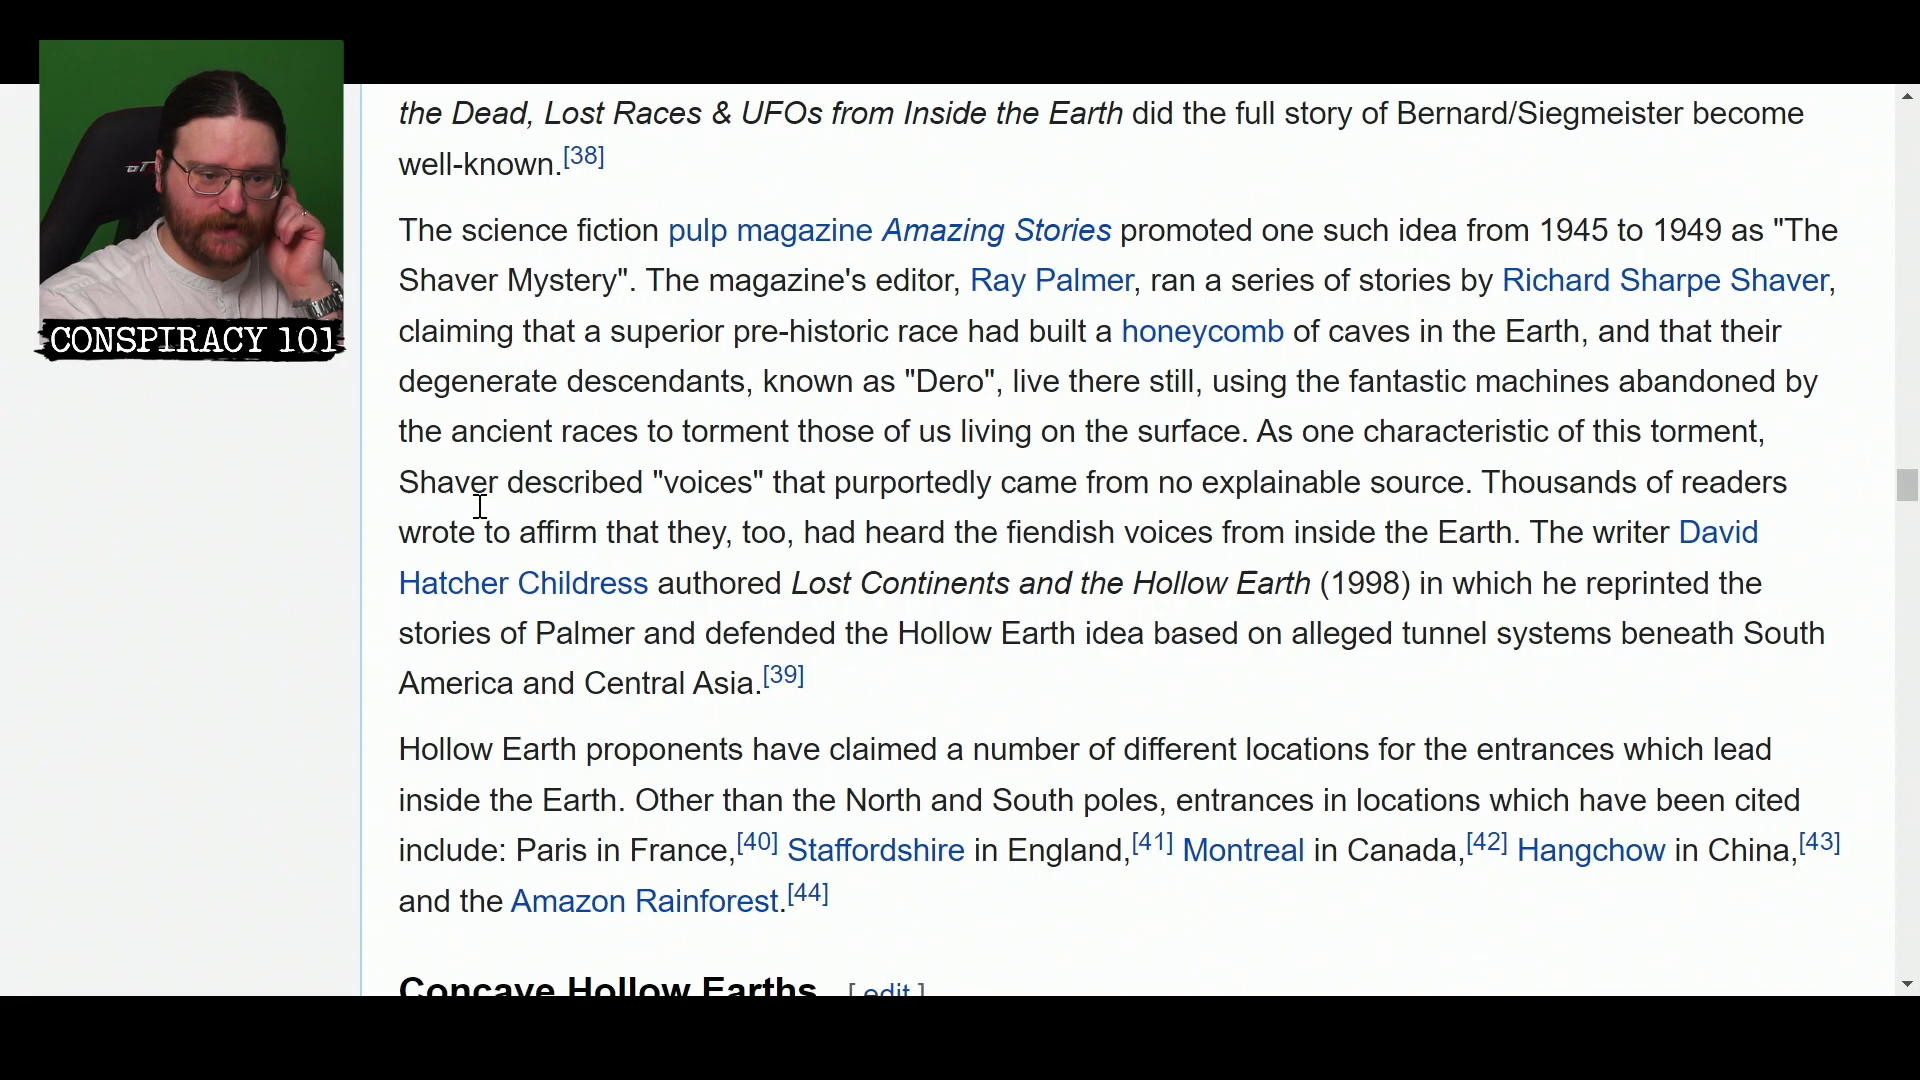 the Dead, Lost Races & UFOs from Inside the Earth did the full story of Bernard/Siegmeister become
well-known.[38]
The science fiction pulp magazine Amazing Stories promoted one such idea from 1945 to 1949 as "The
Shaver Mystery". The magazine's editor, Ray Palmer, ran a series of stories by Richard Sharpe Shaver,
claiming that a superior pre-historic race had built a honeycomb of caves in the Earth, and that their
degenerate descendants, known as "Dero", live there still, using the fantastic machines abandoned by
the ancient races to torment those of us living on the surface. As one characteristic of this torment,
Shaver described "voices" that purportedly came from no explainable source. Thousands of readers
wrote to affirm that they, too, had heard the fiendish voices from inside the Earth. The writer David
Hatcher Childress authored Lost Continents and the Hollow Earth (1998) in which he reprinted the
stories of Palmer and defended the Hollow Earth idea based on alleged tunnel systems beneath South
America and Central Asia.[39]
Hollow Earth proponents have claimed a number of different locations for the entrances which lead
inside the Earth. Other than the North and South poles, entrances in locations which have been cited
include: Paris in France,[40] Staffordshire in England,[41] Montreal in Canada,[42] Hangchow in China,[43]
and the Amazon Rainforest.[44]
Concave Hollow Earths [ edit ]
CONSPIRACY 101